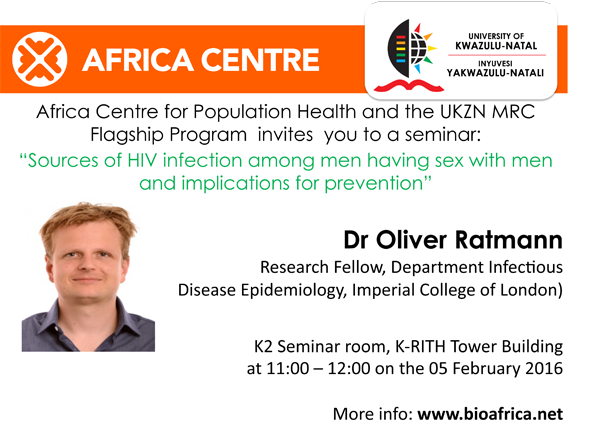 AFRICA CENTRE
UNIVERSITY OF
KWAZULU-NATAL
INYUVESI
YAKWAZULU-NATALI
Africa Centre for Population Health and the UKZN MRC
Flagship Program invites you to a seminar:
“Sources of HIV infection among men having sex with men
and implications for prevention”
Dr Oliver Ratmann
Research Fellow, Department Infectious
Disease Epidemiology, Imperial College of London)
K2 Seminar room, K-RITH Tower Building
at 11:00 – 12:00 on the 05 February 2016
More info: www.bioafrica.net